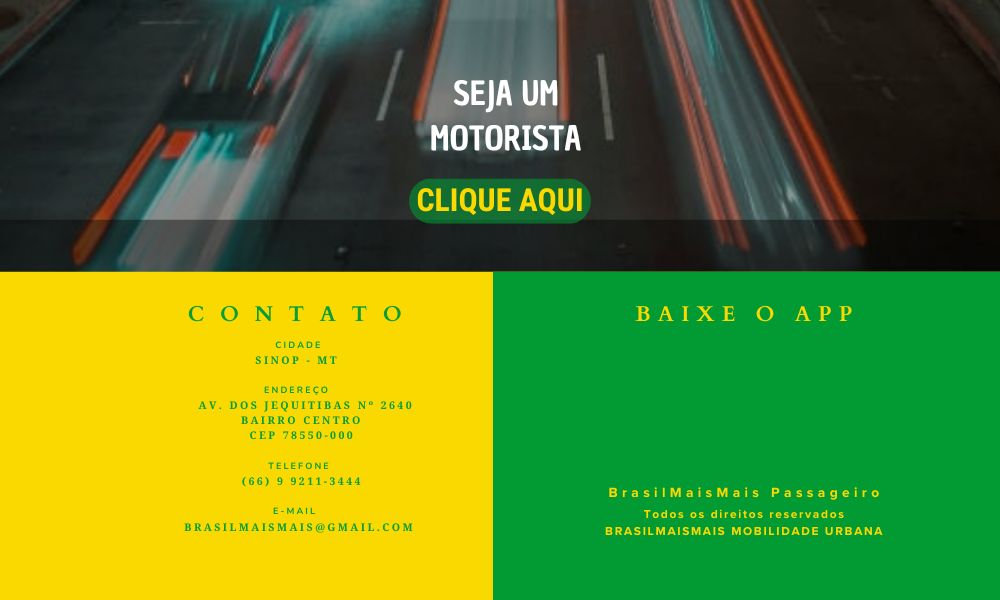 SEJA UM
MOTORISTA
CLIQUE AQUI
CONTATO
CIDADE
SINOP - MT
ENDEREÇO
AV. DOS JEQUITIBAS Nº 2640
BAIRRO CENTRO
CEP 78550-000
TELEFONE
(66) 9 9211-3444
E-MAIL
BRASILMAISMAIS@GMAIL.COM
BAIXE O APP
BrasilMaisMais Passageiro
Todos os direitos reservados
BRASILMAISMAIS MOBILIDADE URBANA